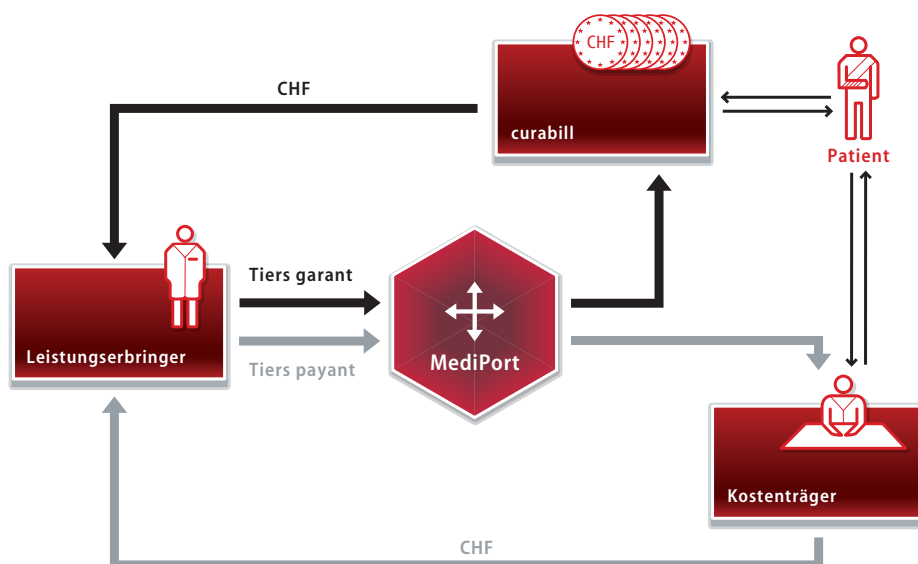 CHF
CHF
curabill
Patient
Tiers garant
Leistungserbringer
MediPort
Tiers payant
Kostenträger
CHF